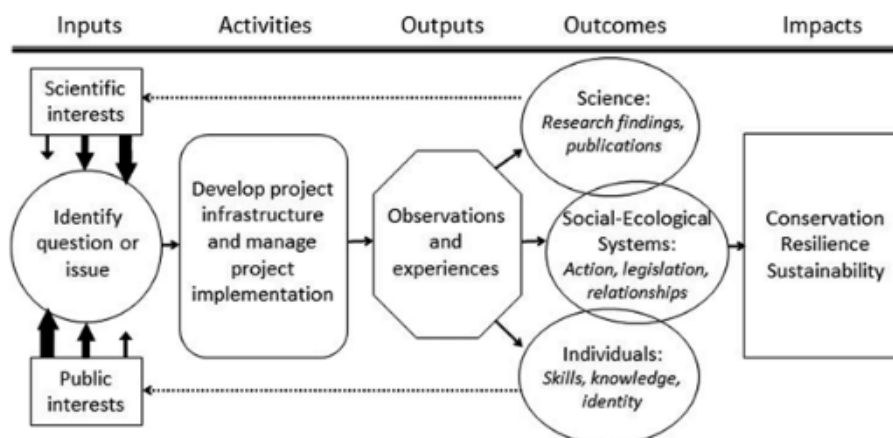 Inputs
Activities
Outputs
Outcomes
Impacts
Scientific
interests
Identify
question or
issue
Public
interests
Develop project
infrastructure
and manage
project
implementation
Observations
and
experiences
Science:
Research findings,
publications
Social-Ecological
Systems:
Action, legislation,
relationships
Individuals:
Skills, knowledge,
identity
Conservation
Resilience
Sustainability